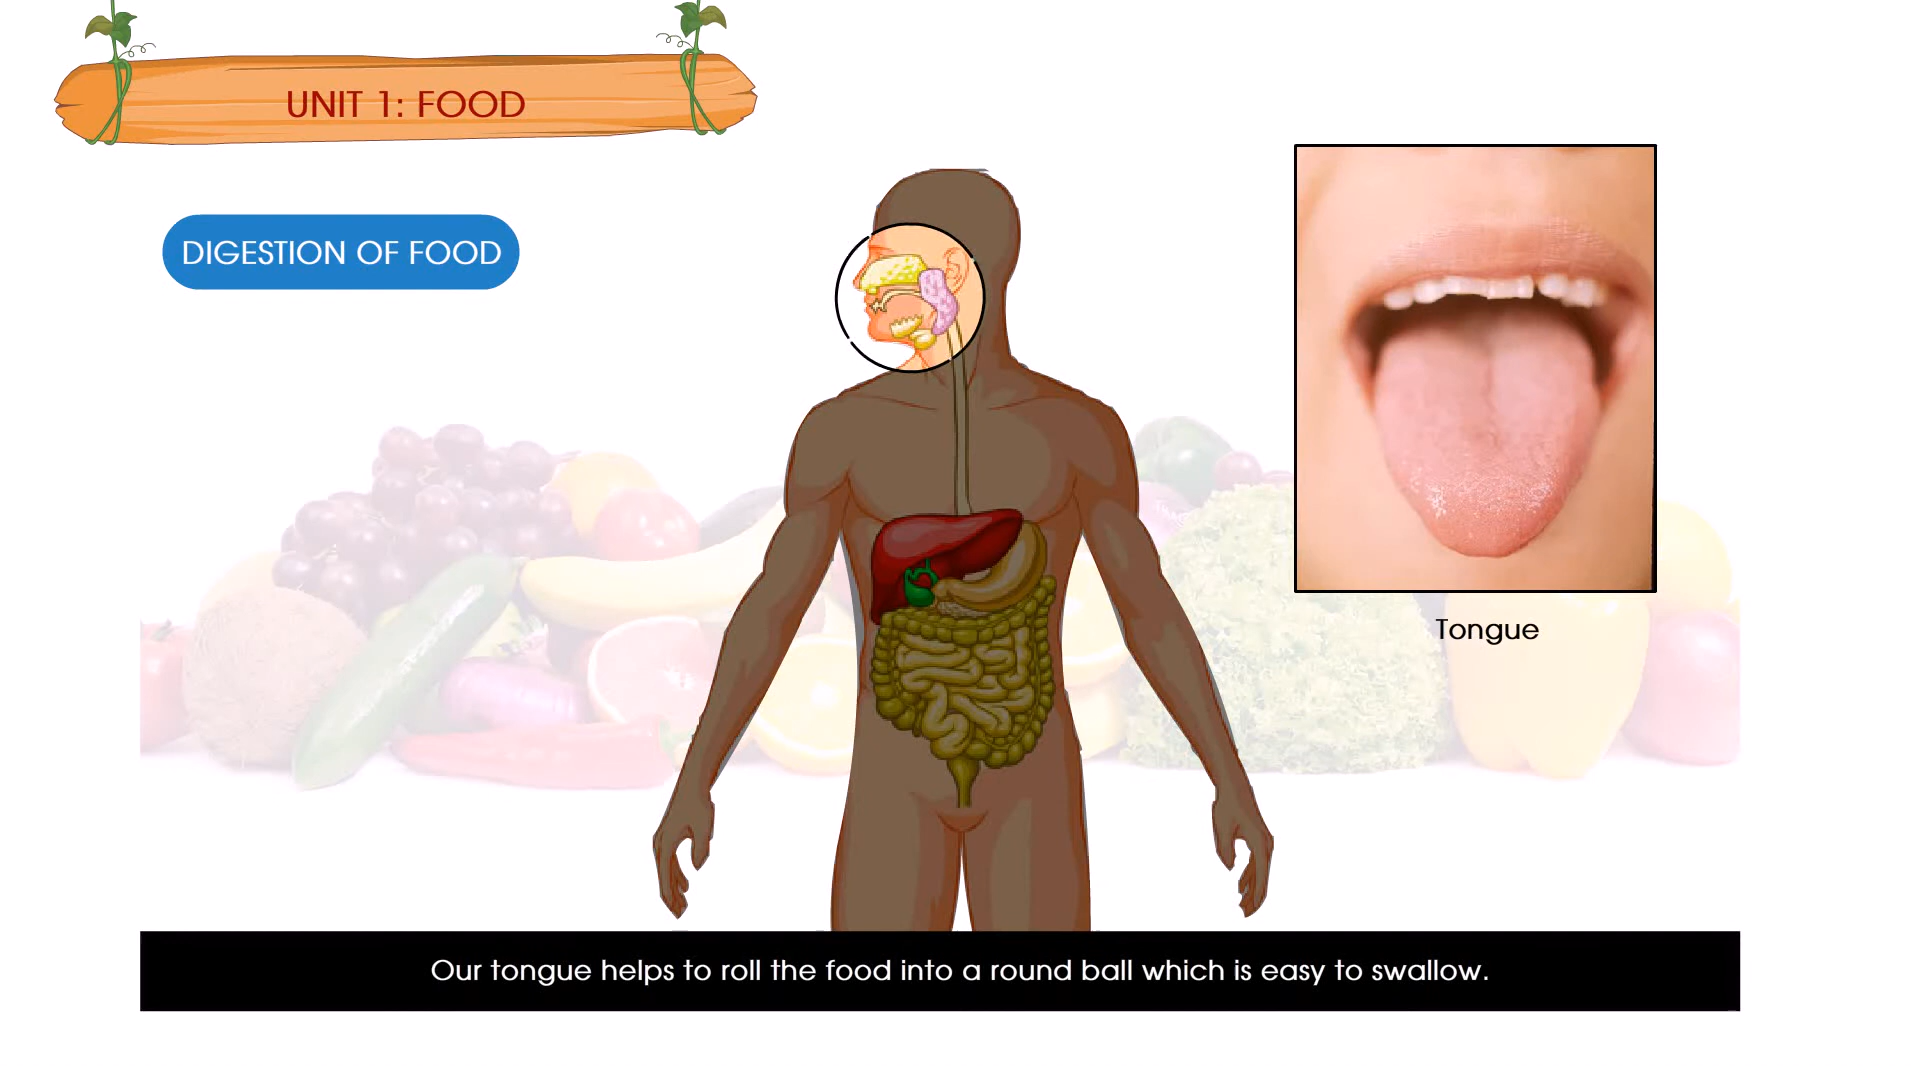 UNIT 1: FOOD
DIGESTION OF FOOD
Tongue
Our tongue helps to roll the food into a round ball which is easy to swallow.